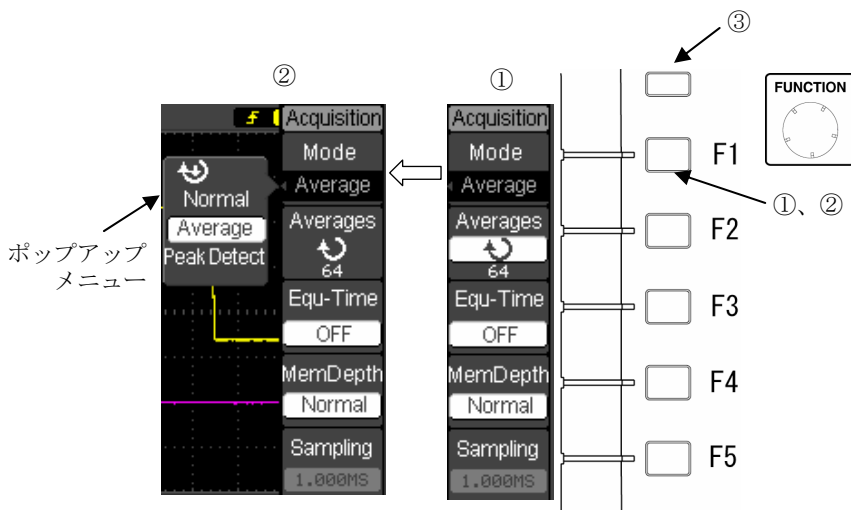 ③
②
①
FUNCTION
Acquisition
Mode
Average
Averages
64
Equ-Time
OFF
MemDepth
Normal
Sampling
1.000MS
Normal
Average
Peak Detect
ポップアップ
メニュー
Acquisition
Mode
Average
Averages
64
Equ-Time
OFF
MemDepth
Normal
Sampling
1.000MS
F1
①、②
F2
F3
F4
F5